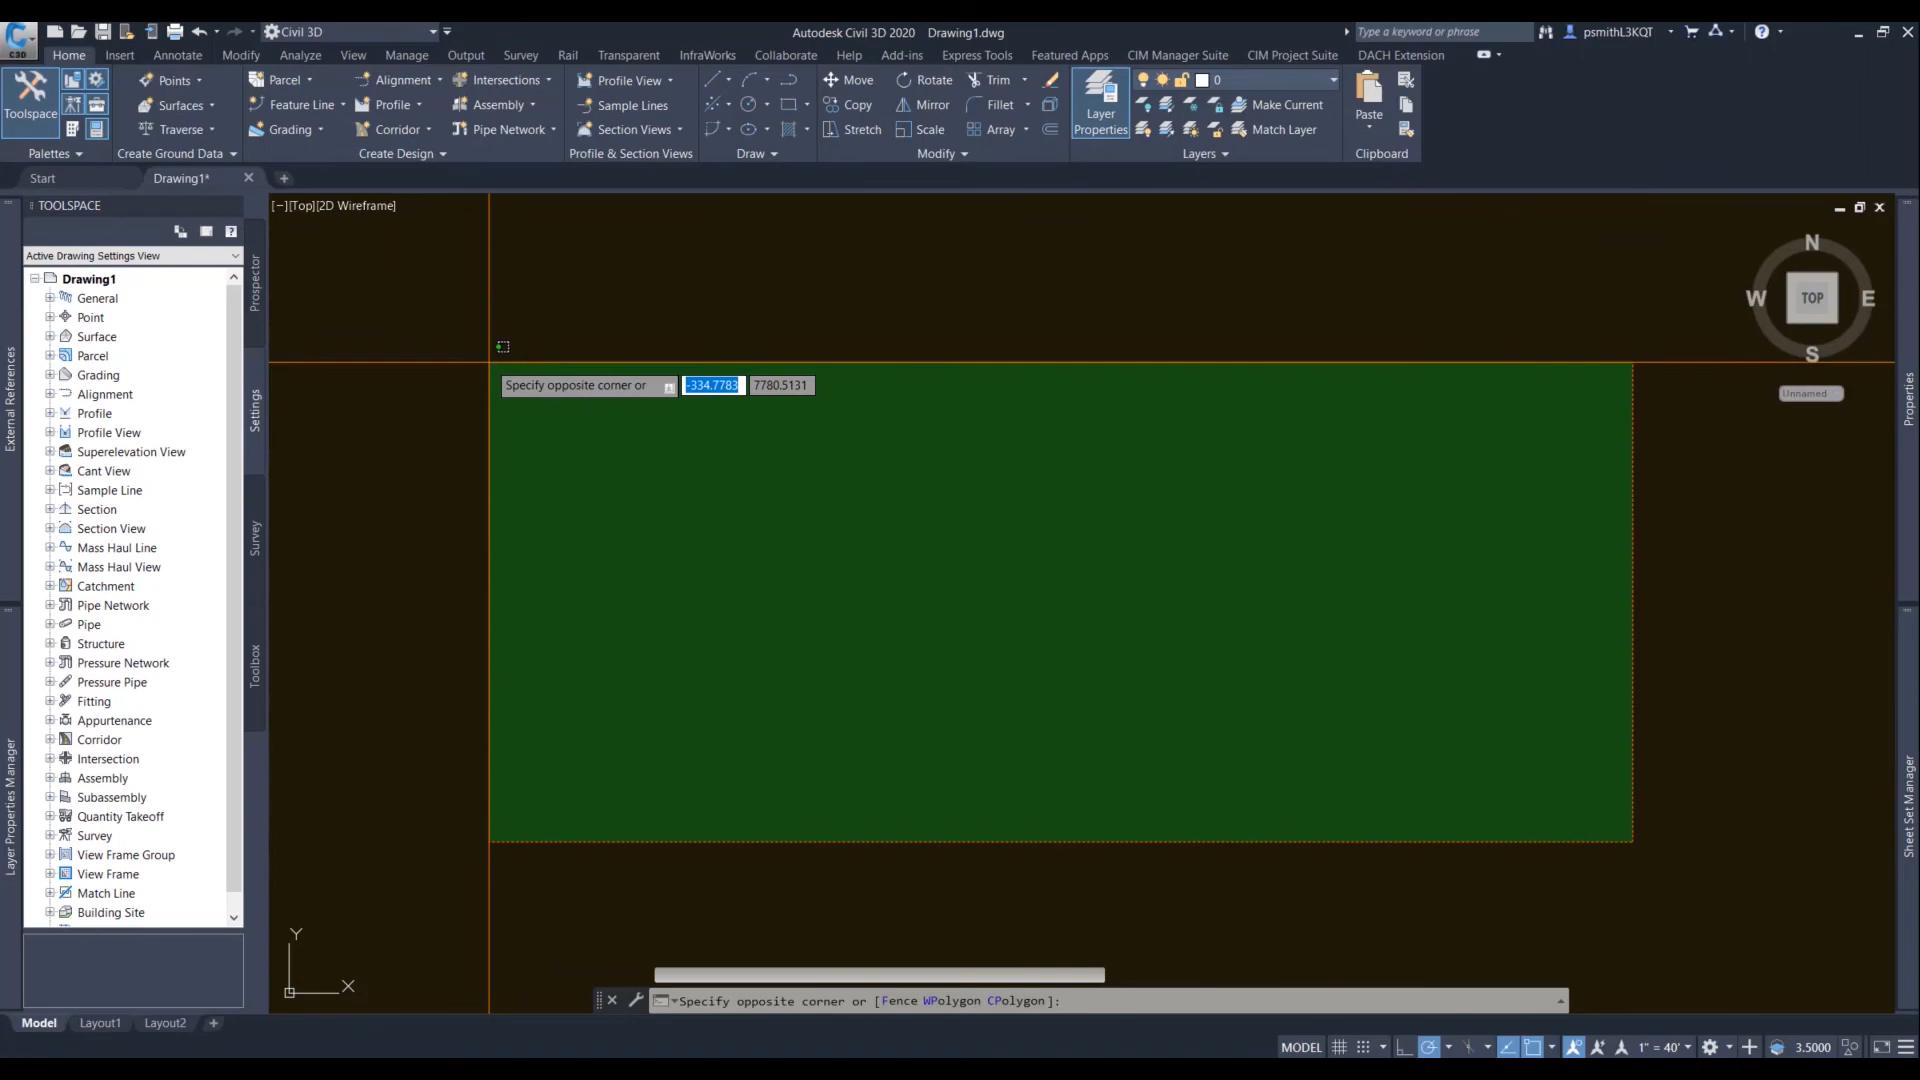 Civil 3D
Autodesk Civil 3D 2020 Drawing1.dwg
Type a keyword or phrase
psmithL3KQT
C3D
Home Insert Annotate Modify Analyze View Manage Output Survey Rail Transparent InfraWorks Collaborate Help Add-ins Express Tools Featured Apps CIM Manager Suite CIM Project Suite DACH Extension
Toolspace
Points
Surfaces
Traverse
Parcel
Feature Line
Grading
Alignment
Profile
Corridor
Intersections
Assembly
Pipe Network
Profile View
Sample Lines
Section Views
Move
Copy
Stretch
Rotate
Mirror
Scale
Trim
Fillet
Array
Layer
Properties
0
Make Current
Match Layer
Paste
Palettes Create Ground Data Create Design Profile & Section Views Draw Modify Layers Clipboard
Start Drawing1*
TOOLSPACE
Active Drawing Settings View
Drawing1
General
Point
Surface
Parcel
Grading
Alignment
Profile
Profile View
Superelevation View
Cant View
Sample Line
Section
Section View
Mass Haul Line
Mass Haul View
Catchment
Pipe Network
Pipe
Structure
Pressure Network
Pressure Pipe
Fitting
Appurtenance
Corridor
Intersection
Assembly
Subassembly
Quantity Takeoff
Survey
View Frame Group
View Frame
Match Line
Building Site
Prospector
Settings
Survey
Toolbox
External References
Layer Properties Manager
[−][Top][2D Wireframe]
Specify opposite corner or -334.7783 7780.5131
N
W TOP E
S
Unnamed
Properties
Sheet Set Manager
Y
X
Specify opposite corner or [Fence WPolygon CPolygon]:
Model Layout1 Layout2
MODEL 1" = 40' 3.5000